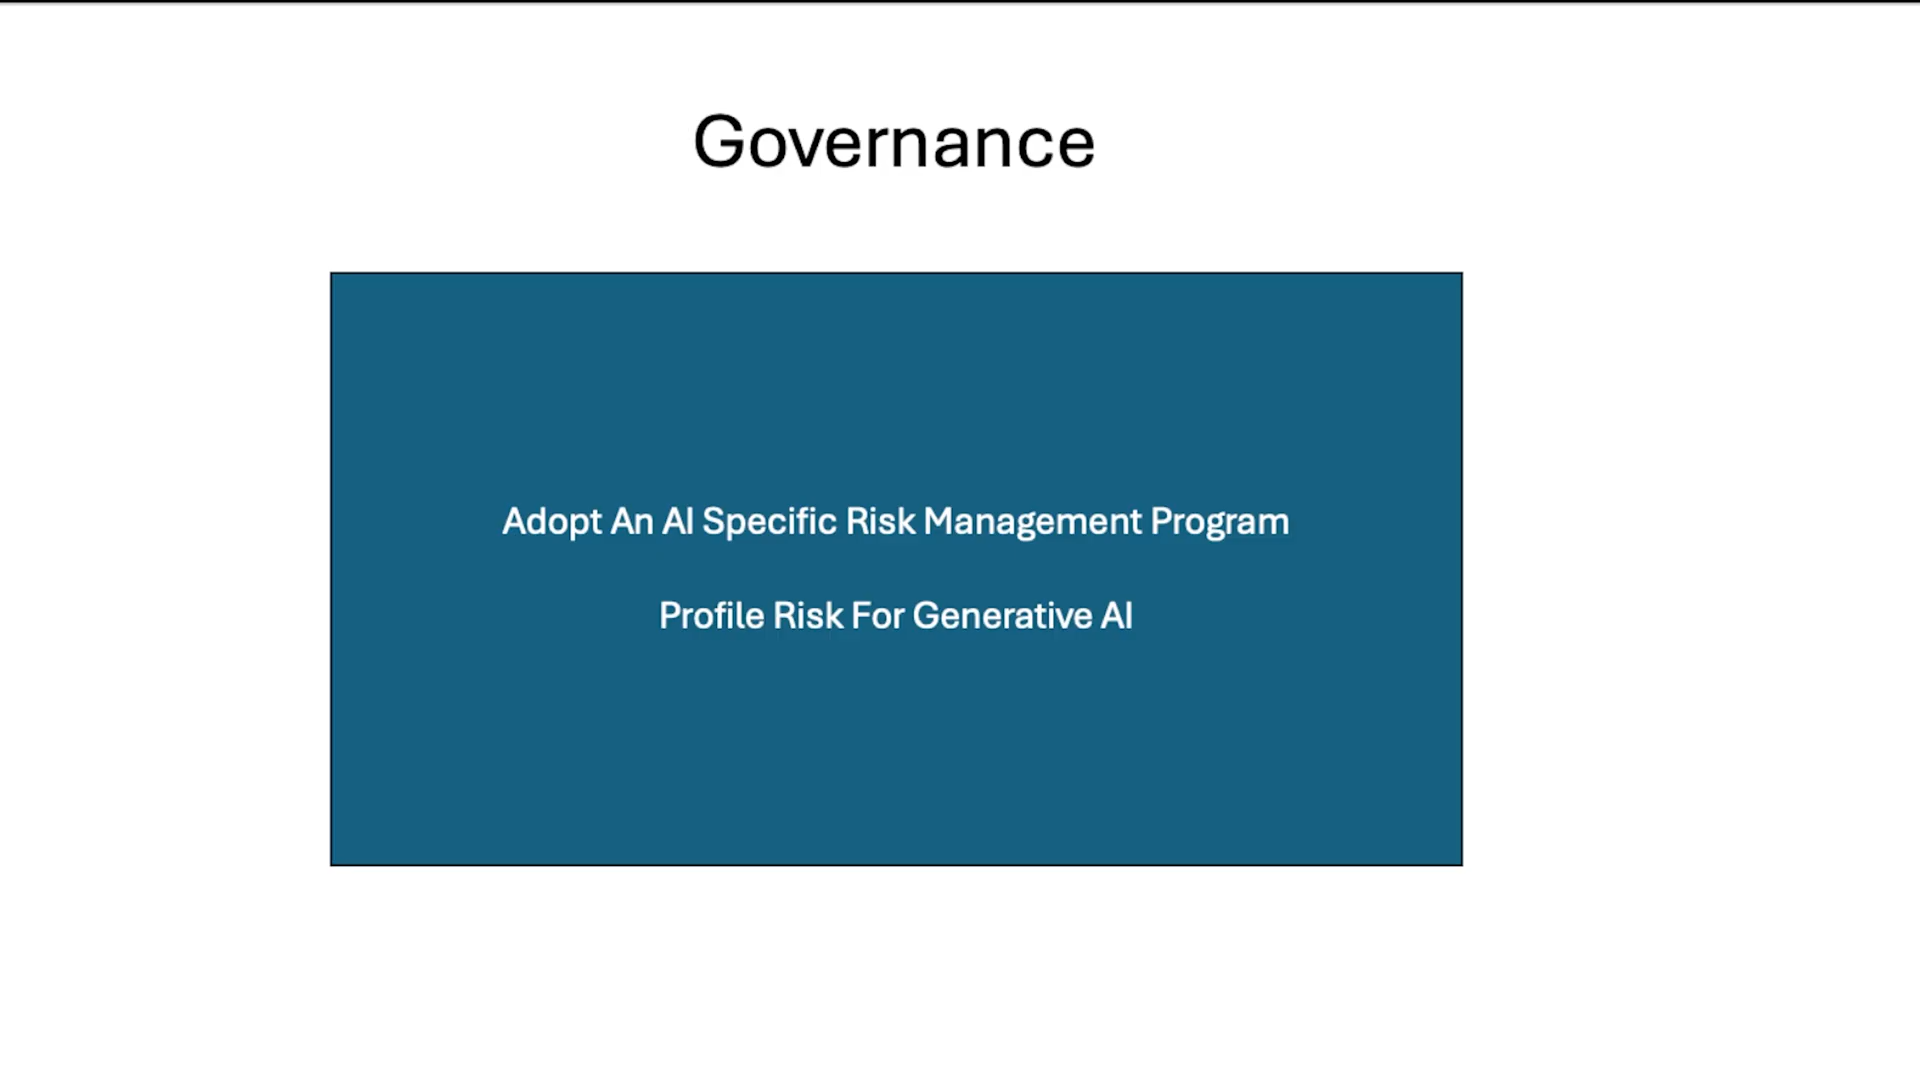 Governance
Adopt An AI Specific Risk Management Program
Profile Risk For Generative AI